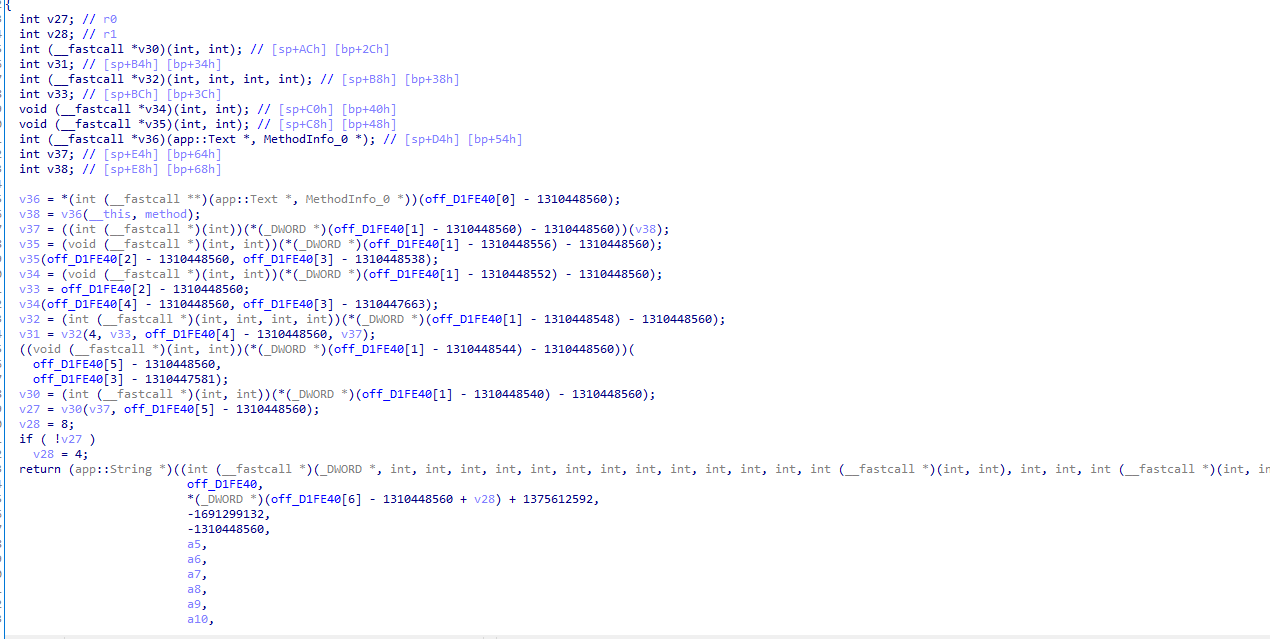 {
int v27; // r0
int v28; // r1
int (__fastcall *v30)(int, int); // [sp+ACh] [bp+2Ch]
int v31; // [sp+B4h] [bp+34h]
int (__fastcall *v32)(int, int, int, int); // [sp+B8h] [bp+38h]
int v33; // [sp+BCh] [bp+3Ch]
void (__fastcall *v34)(int, int); // [sp+C0h] [bp+40h]
void (__fastcall *v35)(int, int); // [sp+C8h] [bp+48h]
int (__fastcall *v36)(app::Text *, MethodInfo_0 *); // [sp+D4h] [bp+54h]
int v37; // [sp+E4h] [bp+64h]
int v38; // [sp+E8h] [bp+68h]
v36 = *(int (__fastcall **)(app::Text *, MethodInfo_0 *))(off_D1FE40[0] - 1310448560);
v38 = v36(__this, method);
v37 = ((int (__fastcall *)(int))(*(_DWORD *)(off_D1FE40[1] - 1310448560) - 1310448560))(v38);
v35 = (void (__fastcall *)(int, int))(*(_DWORD *)(off_D1FE40[1] - 1310448556) - 1310448560);
v35(off_D1FE40[2] - 1310448560, off_D1FE40[3] - 1310448538);
v34 = (void (__fastcall *)(int, int))(*(_DWORD *)(off_D1FE40[1] - 1310448552) - 1310448560);
v33 = off_D1FE40[2] - 1310448560;
v34(off_D1FE40[4] - 1310448560, off_D1FE40[3] - 1310447663);
v32 = (int (__fastcall *)(int, int, int, int))(*(_DWORD *)(off_D1FE40[1] - 1310448548) - 1310448560);
v31 = v32(4, v33, off_D1FE40[4] - 1310448560, v37);
((void (__fastcall *)(int, int))(*(_DWORD *)(off_D1FE40[1] - 1310448544) - 1310448560))(
off_D1FE40[5] - 1310448560,
off_D1FE40[3] - 1310447581);
v30 = (int (__fastcall *)(int, int))(*(_DWORD *)(off_D1FE40[1] - 1310448540) - 1310448560);
v27 = v30(v37, off_D1FE40[5] - 1310448560);
v28 = 8;
if ( !v27 )
v28 = 4;
return (app::String *)((int (__fastcall *)(_DWORD *, int, int, int, int, int, int, int, int, int, int, int, int, int (__fastcall *)(int, int), int, int, int (__fastcall *)(int, in
off_D1FE40,
*(_DWORD *)(off_D1FE40[6] - 1310448560 + v28) + 1375612592,
-1691299132,
-1310448560,
a5,
a6,
a7,
a8,
a9,
a10,